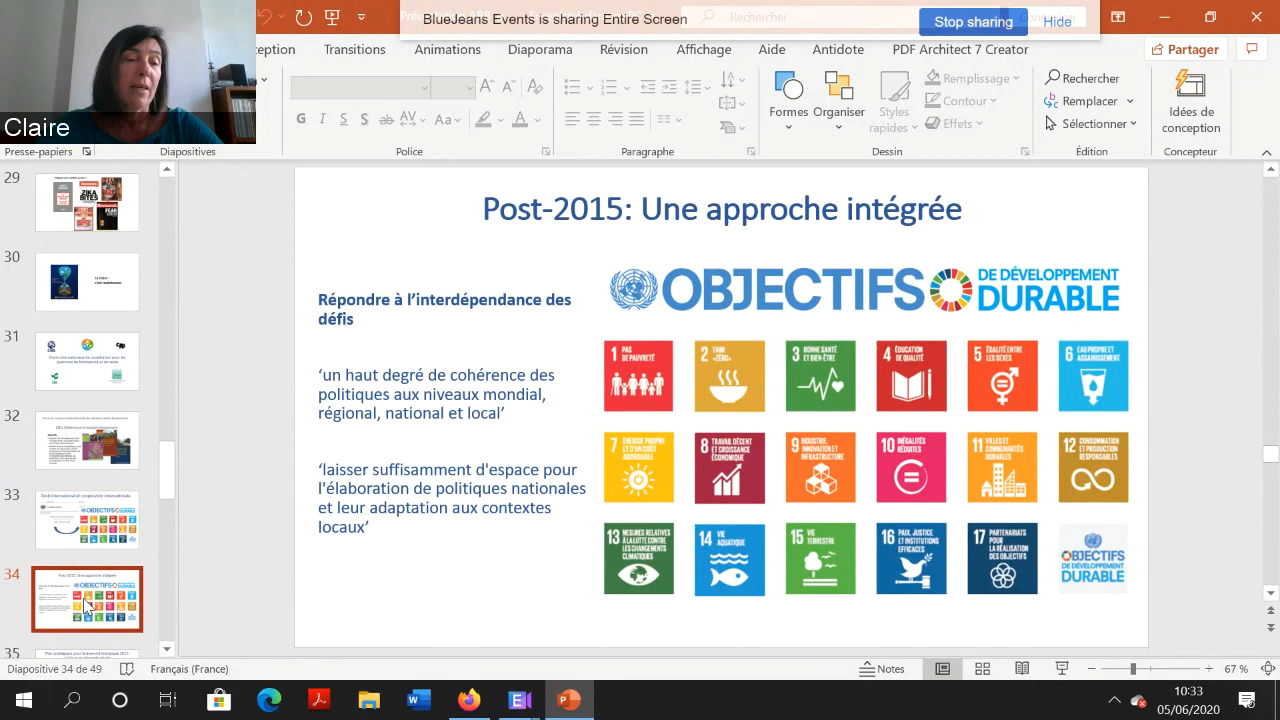 BlueJeans Events is sharing Entire Screen
Stop sharing
Hide
Rechercher
Claire
Transitions
Animations
Diaporama
Révision
Affichage
Aide
Antidote
PDF Architect 7 Creator
Partager
G
Aa
Formes
Organiser
Styles
rapides
Remplissage
Contour
Effets
Rechercher
Remplacer
Sélectionner
Idées de
conception
Presse-papiers
Diapositives
Police
Paragraphe
Dessin
Édition
Concepteur
29
30
31
32
33
34
35
Post-2015: Une approche intégrée
Répondre à l’interdépendance des
défis
‘un haut degré de cohérence des
politiques aux niveaux mondial,
régional, national et local’
‘laisser suffisamment d'espace pour
l'élaboration de politiques nationales
et leur adaptation aux contextes
locaux’
OBJECTIFS
DE DÉVELOPPEMENT
DURABLE
1 PAS
DE PAUVRETÉ
2 FAIM
«ZÉRO»
3 BONNE SANTÉ
ET BIEN-ÊTRE
4 ÉDUCATION
DE QUALITÉ
5 ÉGALITÉ ENTRE
LES SEXES
6 EAU PROPRE ET
ASSAINISSEMENT
7 ÉNERGIE PROPRE
ET D'UN COÛT
ABORDABLE
8 TRAVAIL DÉCENT
ET CROISSANCE
ÉCONOMIQUE
9 INDUSTRIE,
INNOVATION ET
INFRASTRUCTURE
10 INÉGALITÉS
RÉDUITES
11 VILLES ET
COMMUNAUTÉS
DURABLES
12 CONSOMMATION
ET PRODUCTION
RESPONSABLES
13 MESURES RELATIVES
À LA LUTTE CONTRE
LES CHANGEMENTS
CLIMATIQUES
14 VIE
AQUATIQUE
15 VIE
TERRESTRE
16 PAIX, JUSTICE
ET INSTITUTIONS
EFFICACES
17 PARTENARIATS
POUR
LA RÉALISATION
DES OBJECTIFS
OBJECTIFS
DE DÉVELOPPEMENT
DURABLE
Diapositive 34 de 49
Français (France)
Notes
67 %
10:33
05/06/2020